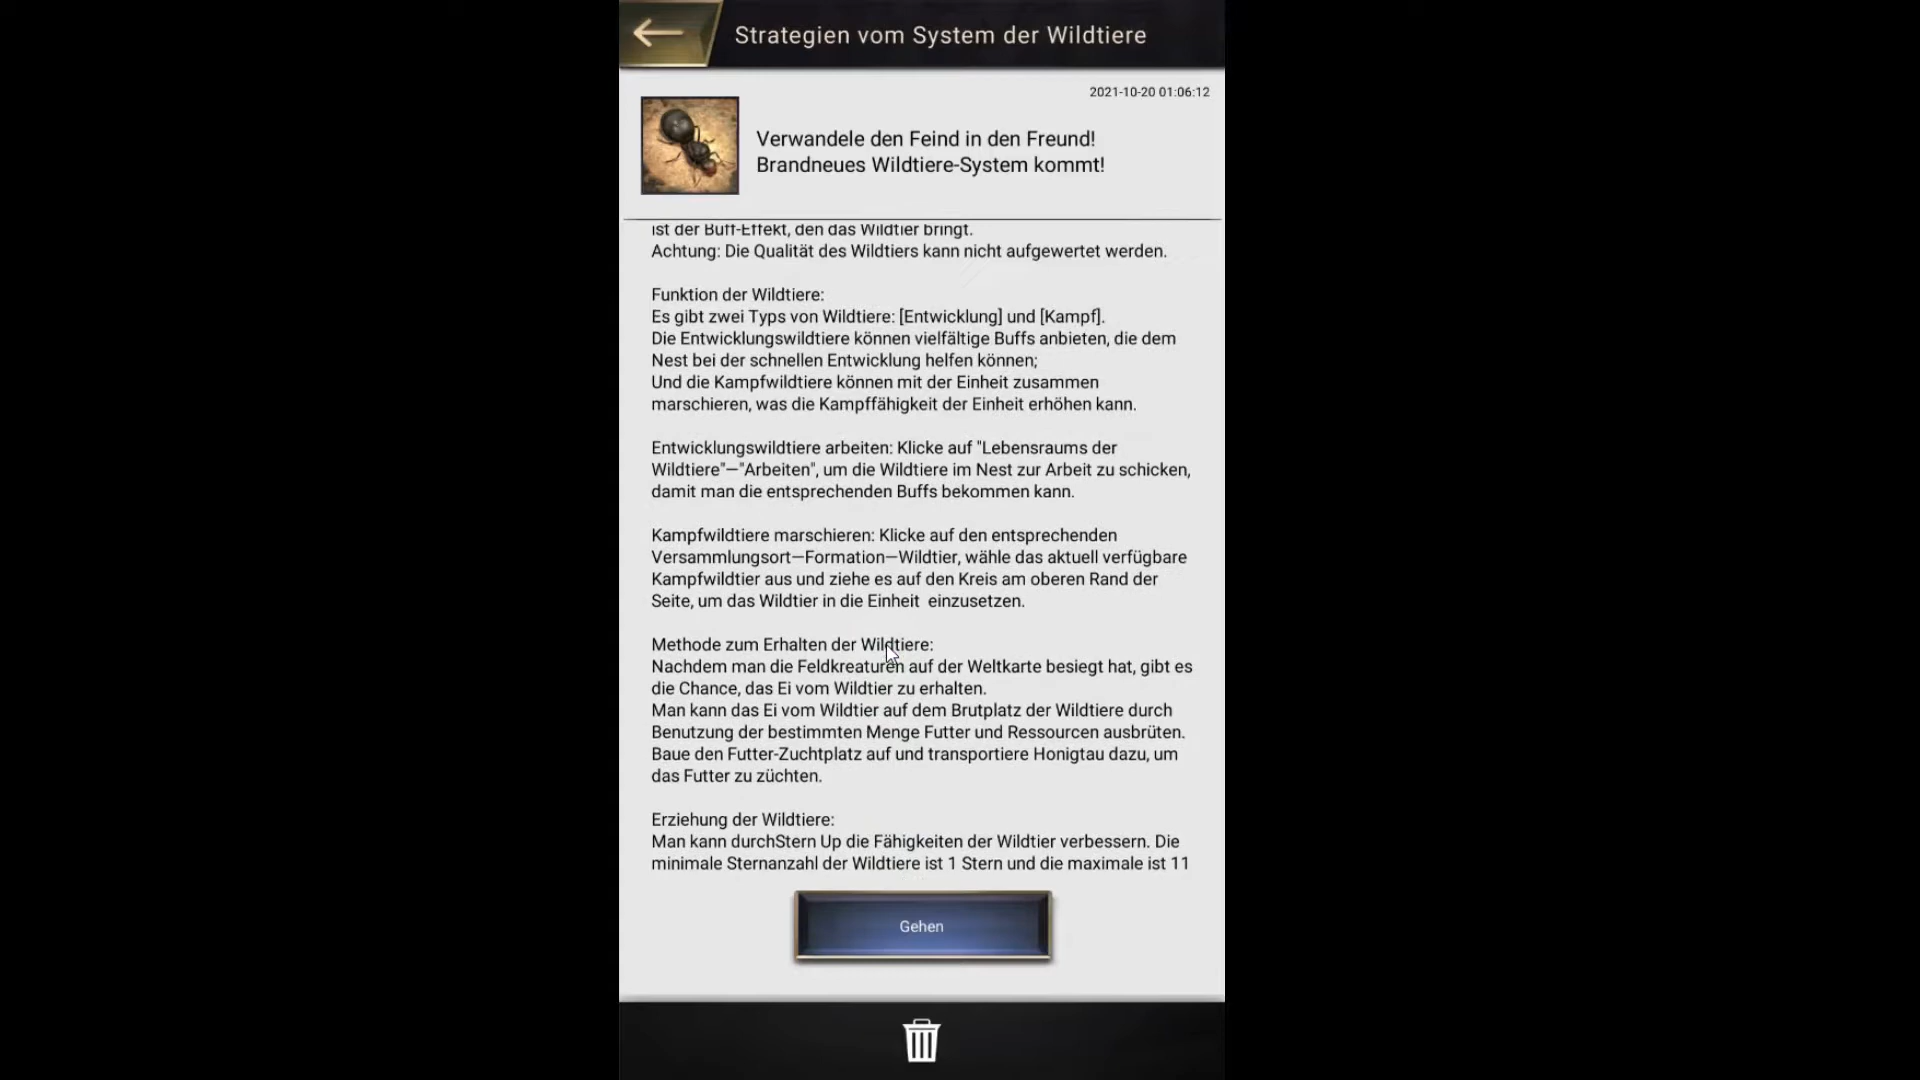 Strategien vom System der Wildtiere
2021-10-20 01:06:12
Verwandele den Feind in den Freund!
Brandneues Wildtiere-System kommt!
ist der Buff-Effekt, den das Wildtier bringt.
Achtung: Die Qualität des Wildtiers kann nicht aufgewertet werden.
Funktion der Wildtiere:
Es gibt zwei Typs von Wildtiere: [Entwicklung] und [Kampf].
Die Entwicklungswildtiere können vielfältige Buffs anbieten, die dem
Nest bei der schnellen Entwicklung helfen können;
Und die Kampfwildtiere können mit der Einheit zusammen
marschieren, was die Kampffähigkeit der Einheit erhöhen kann.
Entwicklungswildtiere arbeiten: Klicke auf "Lebensraums der
Wildtiere"—"Arbeiten", um die Wildtiere im Nest zur Arbeit zu schicken,
damit man die entsprechenden Buffs bekommen kann.
Kampfwildtiere marschieren: Klicke auf den entsprechenden
Versammlungsort—Formation—Wildtier, wähle das aktuell verfügbare
Kampfwildtier aus und ziehe es auf den Kreis am oberen Rand der
Seite, um das Wildtier in die Einheit  einzusetzen.
Methode zum Erhalten der Wildtiere:
Nachdem man die Feldkreaturen auf der Weltkarte besiegt hat, gibt es
die Chance, das Ei vom Wildtier zu erhalten.
Man kann das Ei vom Wildtier auf dem Brutplatz der Wildtiere durch
Benutzung der bestimmten Menge Futter und Ressourcen ausbrüten.
Baue den Futter-Zuchtplatz auf und transportiere Honigtau dazu, um
das Futter zu züchten.
Erziehung der Wildtiere:
Man kann durchStern Up die Fähigkeiten der Wildtier verbessern. Die
minimale Sternanzahl der Wildtiere ist 1 Stern und die maximale ist 11
Gehen